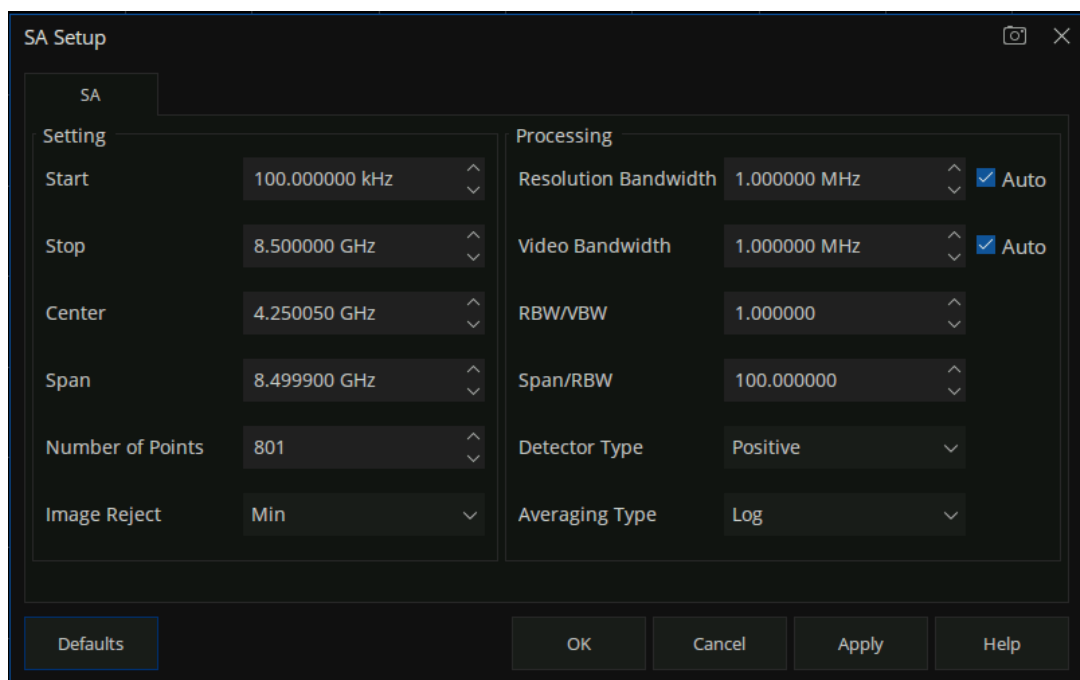 SA Setup
SA
Setting
Start 100.000000 kHz
Stop 8.500000 GHz
Center 4.250050 GHz
Span 8.499900 GHz
Number of Points 801
Image Reject Min
Processing
Resolution Bandwidth 1.000000 MHz Auto
Video Bandwidth 1.000000 MHz Auto
RBW/VBW 1.000000
Span/RBW 100.000000
Detector Type Positive
Averaging Type Log
Defaults OK Cancel Apply Help